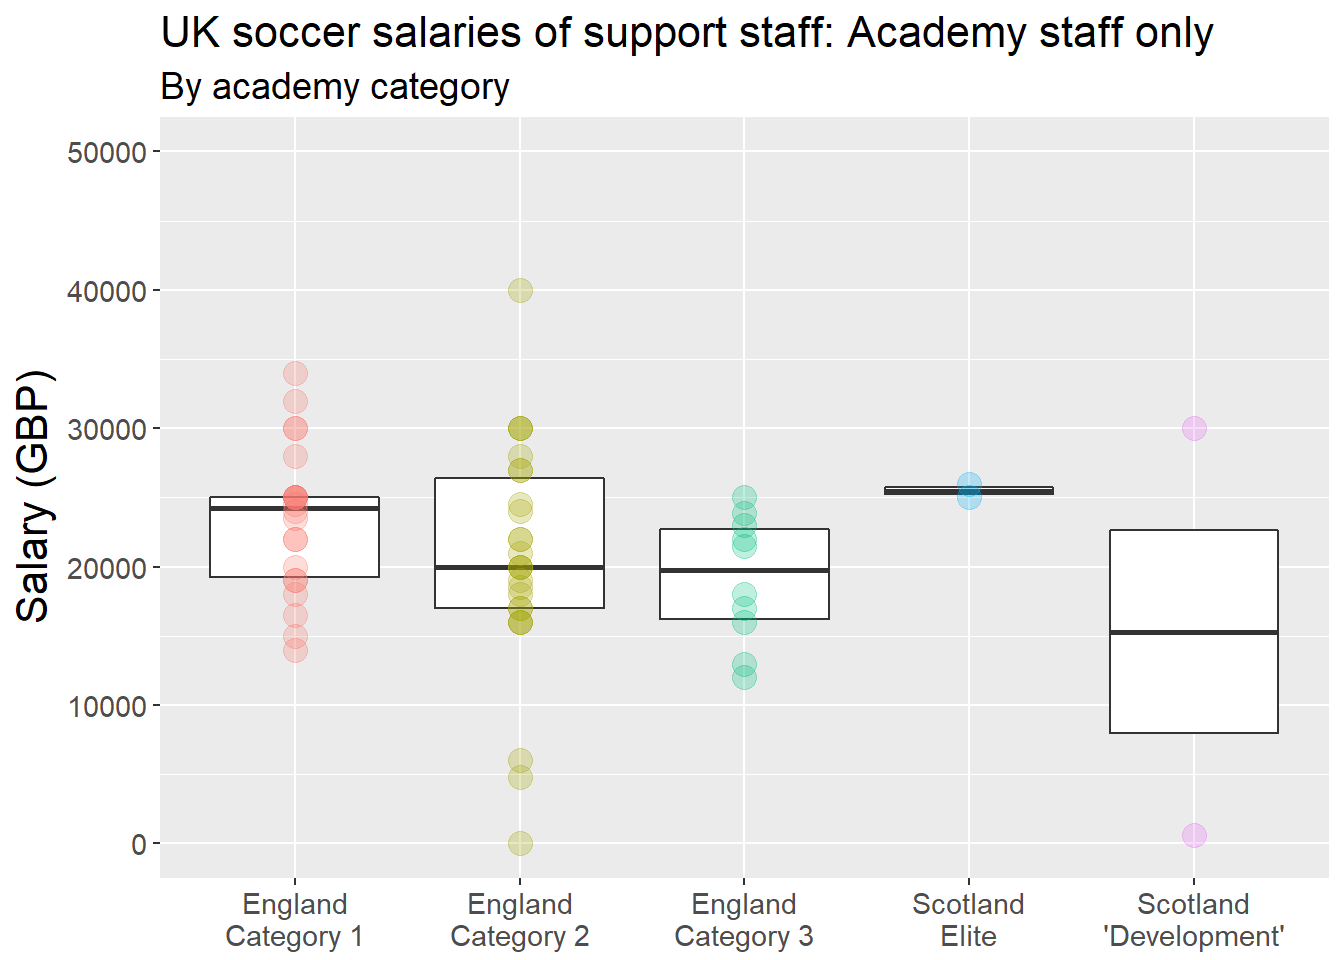 UK soccer salaries of support staff: Academy staff only
By academy category
Salary (GBP)
50000
40000
30000
20000
10000
0
England
Category 1
England
Category 2
England
Category 3
Scotland
Elite
Scotland
'Development'